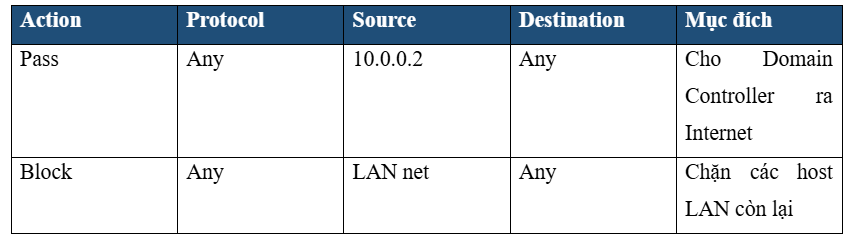 Action Protocol Source Destination Mục đích
Pass Any 10.0.0.2 Any Cho Domain
Controller ra
Internet
Block Any LAN net Any Chặn các host
LAN còn lại